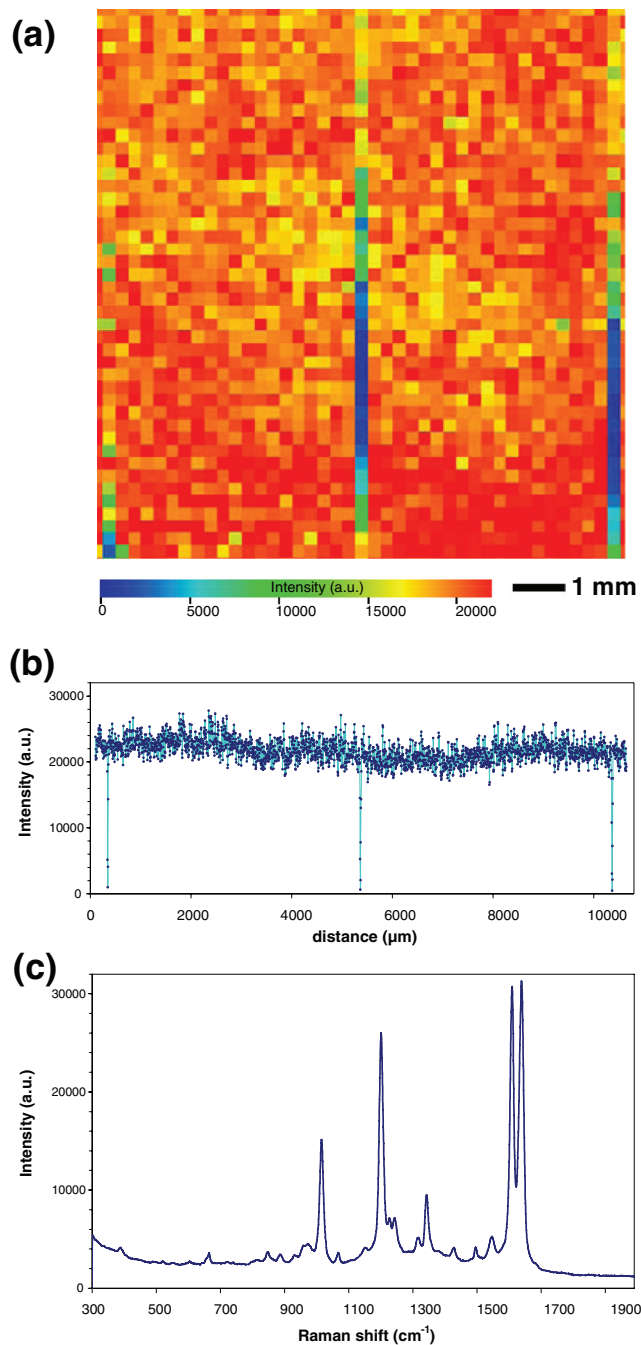 (a)
Intensity (a.u.)
0 5000 10000 15000 20000
1 mm
(b)
Intensity (a.u.)
30000
20000
10000
0
0 2000 4000 6000 8000 10000
distance (µm)
(c)
Intensity (a.u.)
30000
20000
10000
0
300 500 700 900 1100 1300 1500 1700 1900
Raman shift (cm⁻¹)